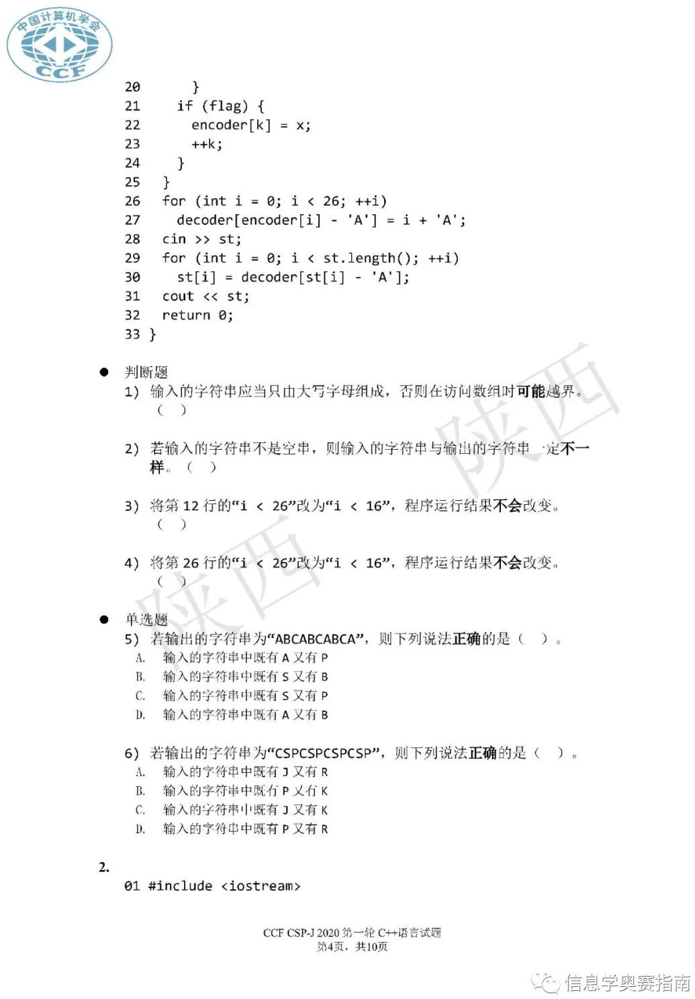 中国计算机学会
CCF
20 }
21 if (flag) {
22 encoder[k] = x;
23 ++k;
24 }
25 }
26 for (int i = 0; i < 26; ++i)
27 decoder[encoder[i] - 'A'] = i + 'A';
28 cin >> st;
29 for (int i = 0; i < st.length(); ++i)
30 st[i] = decoder[st[i] - 'A'];
31 cout << st;
32 return 0;
33 }
● 判断题
1) 输入的字符串应当只由大写字母组成，否则在访问数组时可能越界。
（ ）
2) 若输入的字符串不是空串，则输入的字符串与输出的字符串一定不一
样。（ ）
3) 将第 12 行的“i < 26”改为“i < 16”，程序运行结果不会改变。
（ ）
4) 将第 26 行的“i < 26”改为“i < 16”，程序运行结果不会改变。
（ ）
● 单选题
5) 若输出的字符串为“ABCABCABCA”，则下列说法正确的是（ ）。
A. 输入的字符串中既有 A 又有 P
B. 输入的字符串中既有 S 又有 B
C. 输入的字符串中既有 S 又有 P
D. 输入的字符串中既有 A 又有 B
6) 若输出的字符串为“CSPCSPCSPCSP”，则下列说法正确的是（ ）。
A. 输入的字符串中既有 J 又有 R
B. 输入的字符串中既有 P 又有 K
C. 输入的字符串中既有 J 又有 K
D. 输入的字符串中既有 P 又有 R
2.
01 #include <iostream>
CCF CSP-J 2020 第一轮 C++语言试题
第4页，共10页
陕西
陕西
信息学奥赛指南